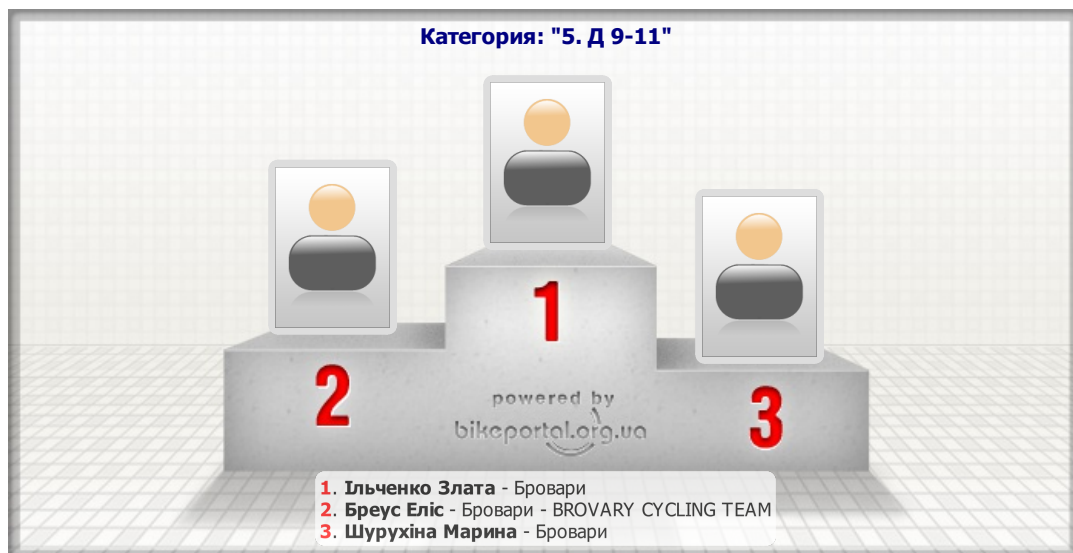 Категория: "5. Д 9-11"
1
2
3
powered by
bikeportal.org.ua
1. Ільченко Злата - Бровари
2. Бреус Еліс - Бровари - BROVARY CYCLING TEAM
3. Шурухіна Марина - Бровари